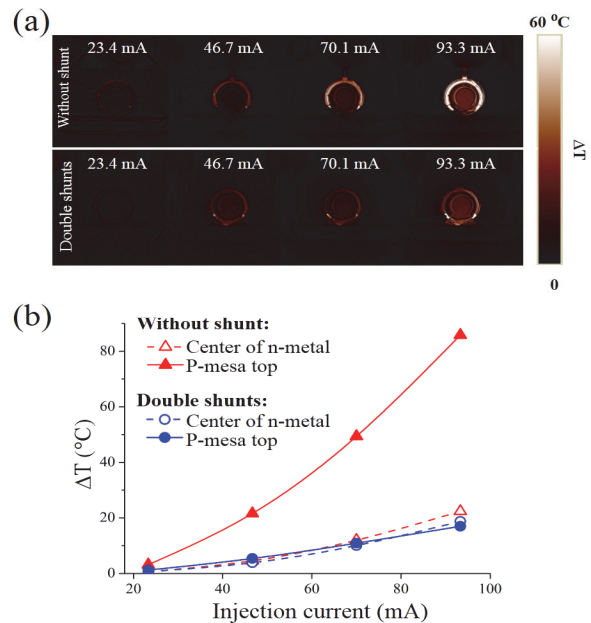 (a)
60 °C
23.4 mA 46.7 mA 70.1 mA 93.3 mA
Without shunt
23.4 mA 46.7 mA 70.1 mA 93.3 mA
Double shunts
ΔT
0
(b)
Without shunt:
Center of n-metal
P-mesa top
Double shunts:
Center of n-metal
P-mesa top
80
60
40
20
0
ΔT (°C)
20 40 60 80 100
Injection current (mA)